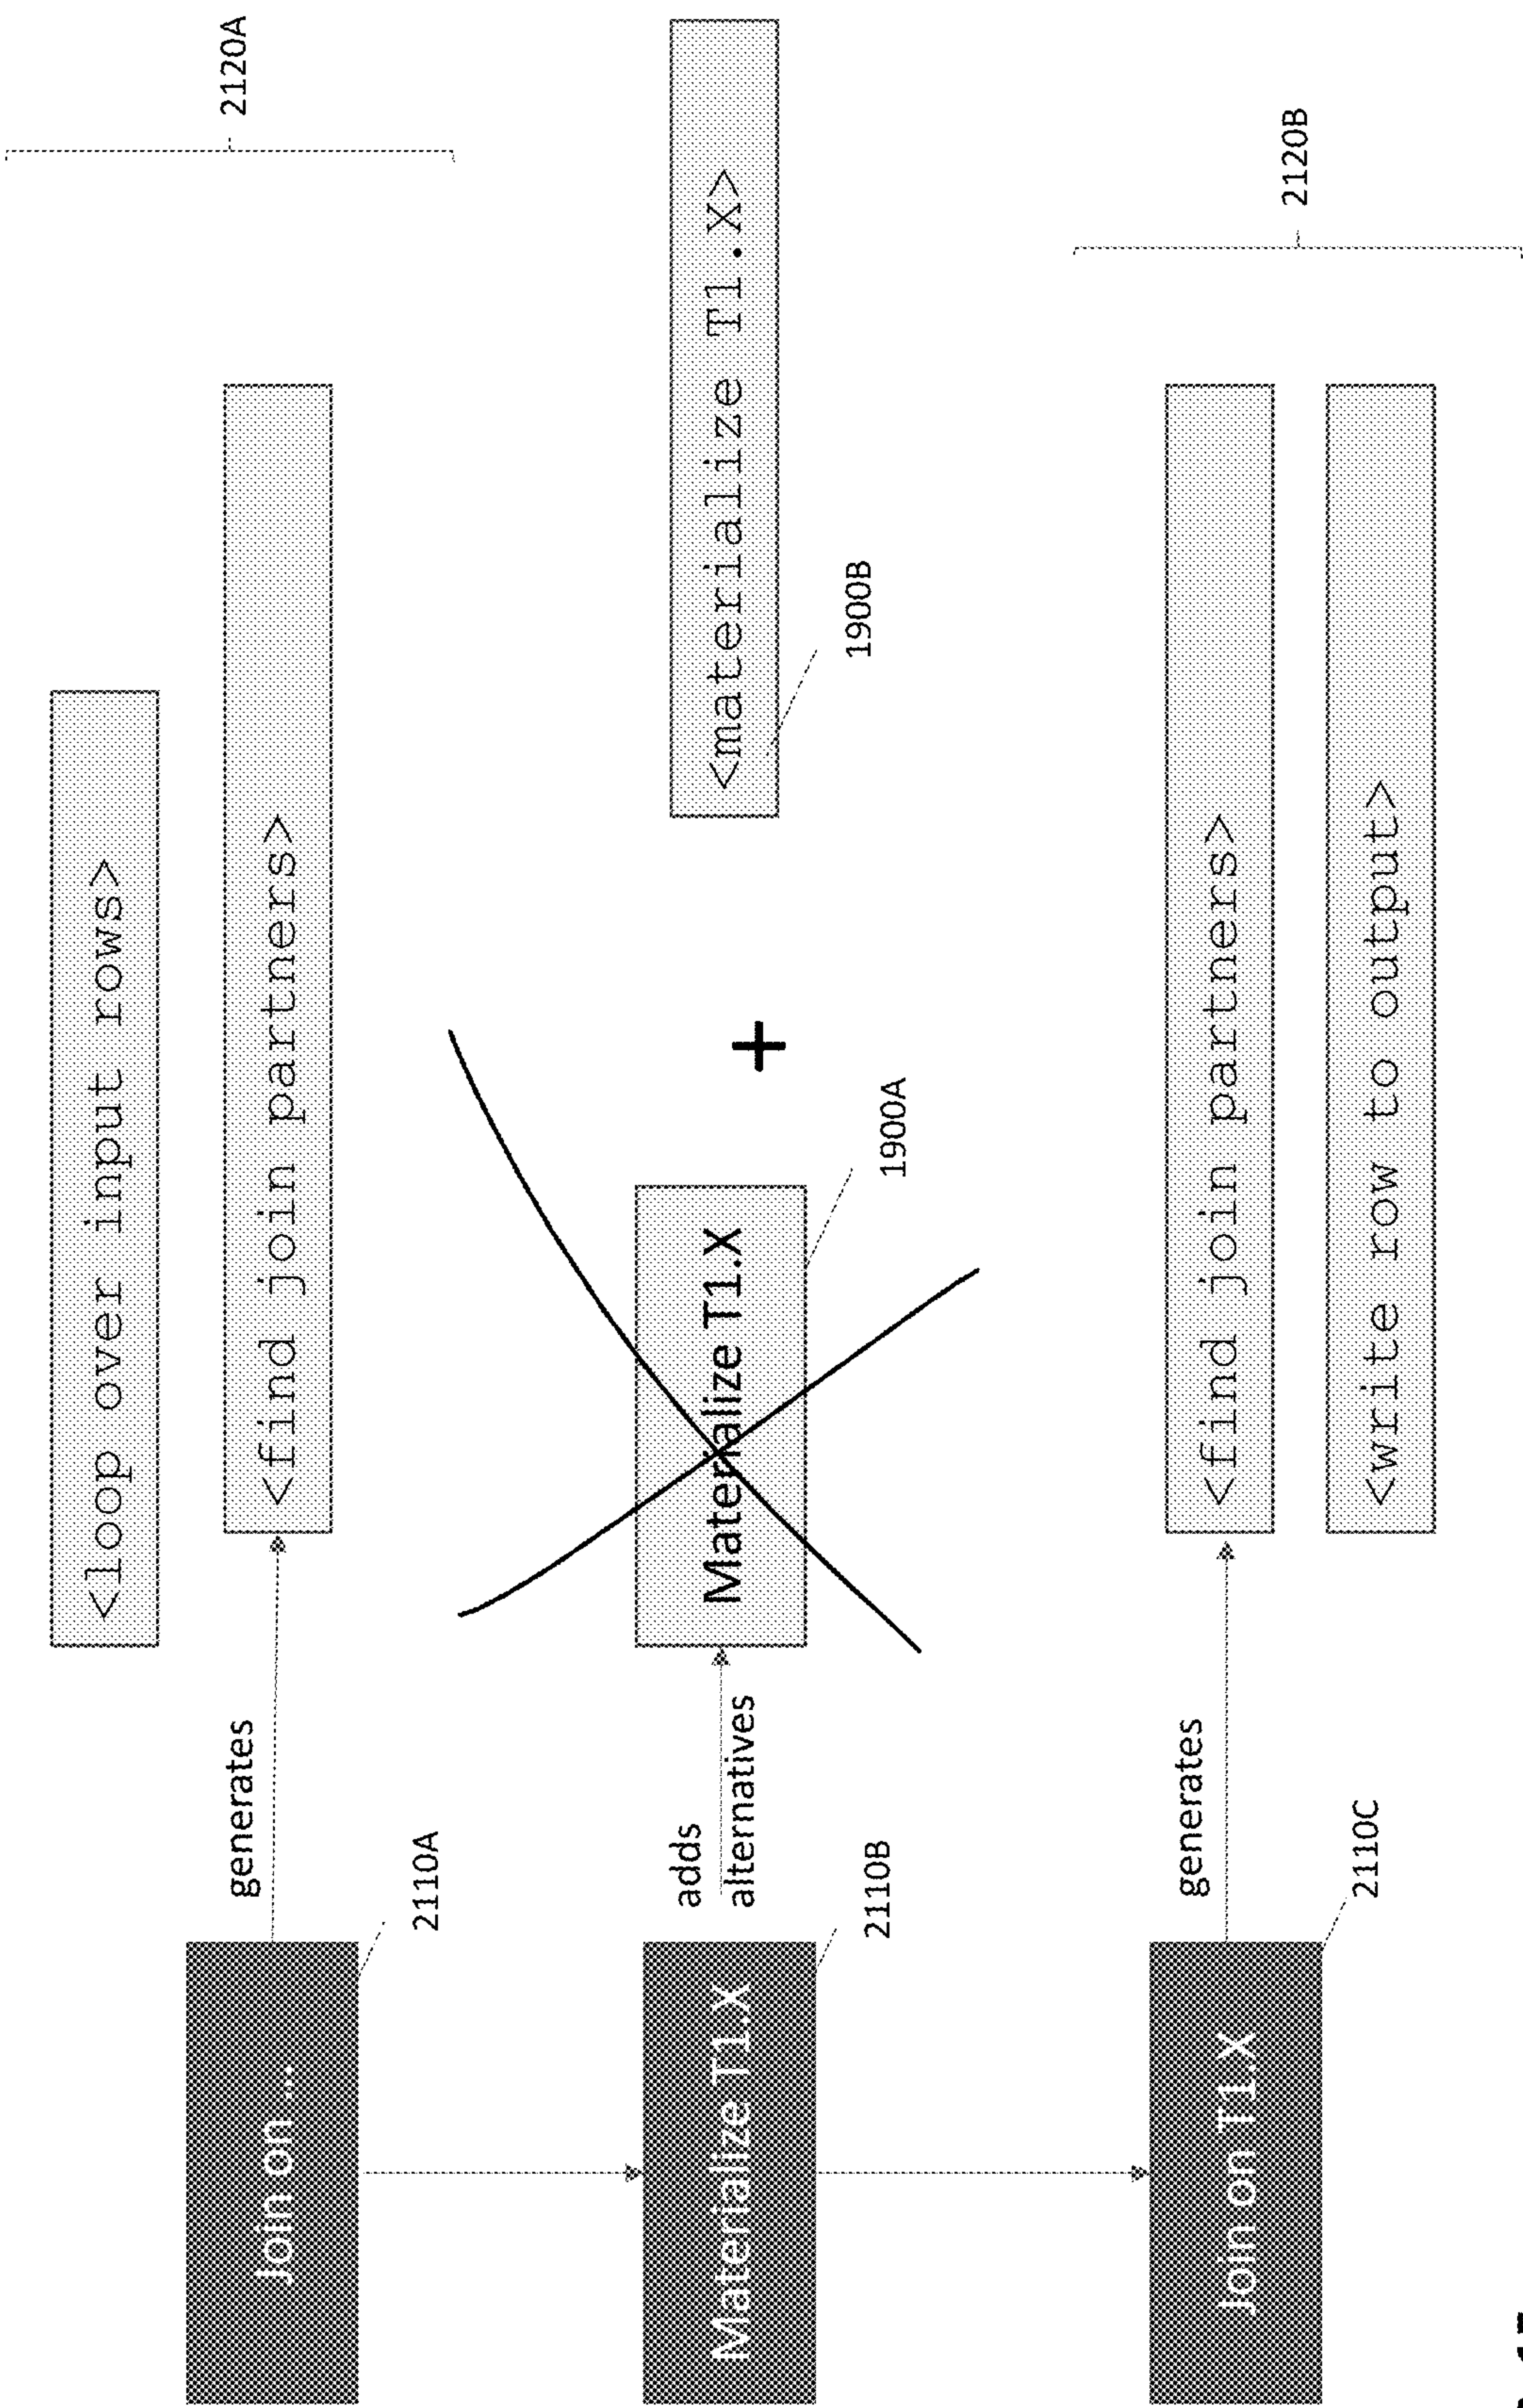 Join on ...
2110A
generates
<loop over input rows>
<find join partners>
2120A
Materialize T1.X
2110B
adds
alternatives
Materialize T1.X
1900A
+
<materialize T1.X>
1900B
Join on T1.X
2110C
generates
<find join partners>
<write row to output>
2120B